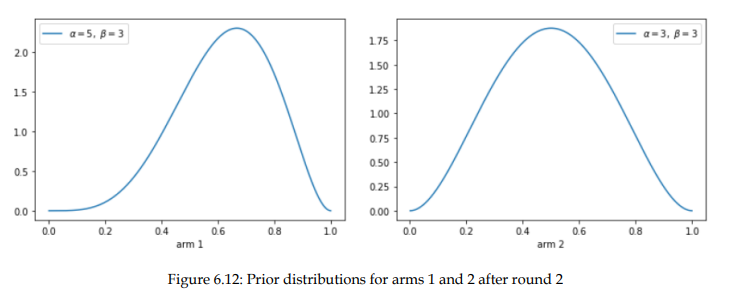 α=5, β=3
2.0
1.5
1.0
0.5
0.0
0.0 0.2 0.4 0.6 0.8 1.0
arm 1
α=3, β=3
1.75
1.50
1.25
1.00
0.75
0.50
0.25
0.00
0.0 0.2 0.4 0.6 0.8 1.0
arm 2
Figure 6.12: Prior distributions for arms 1 and 2 after round 2